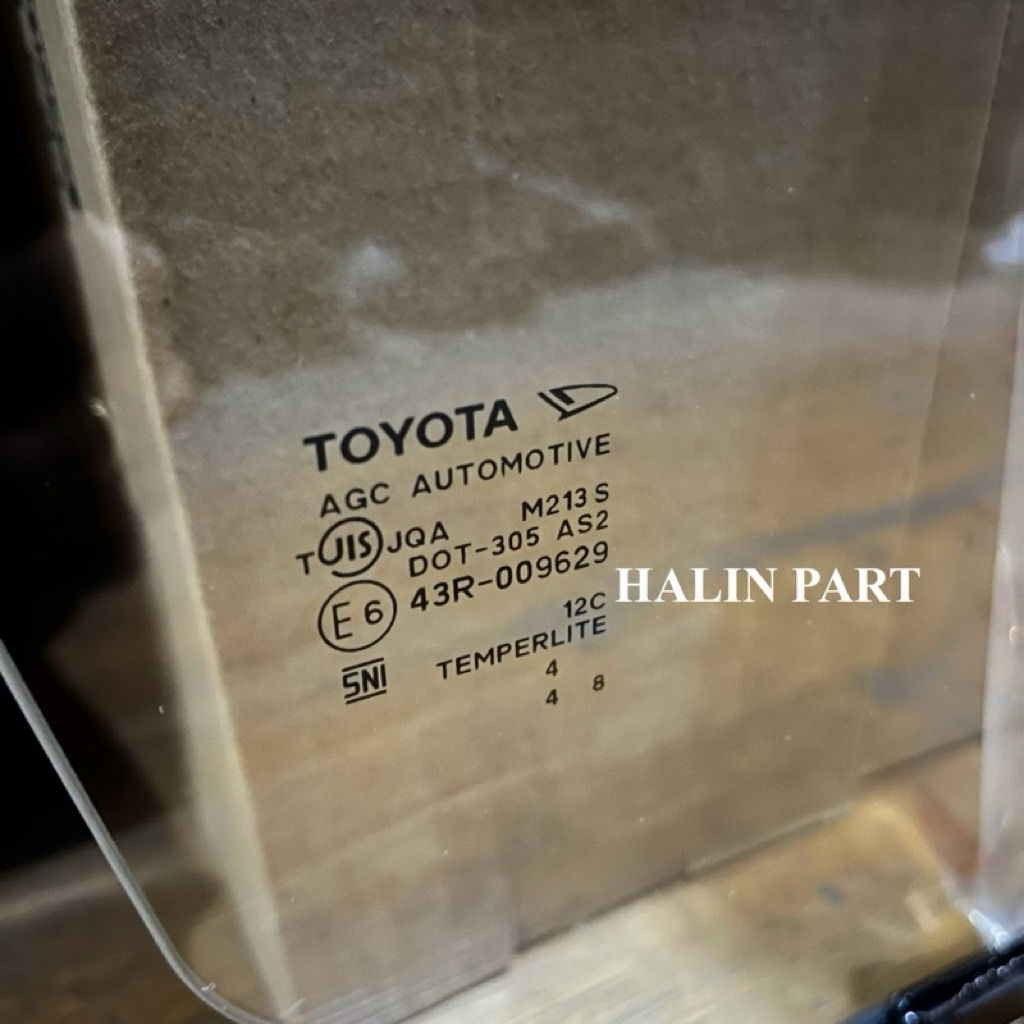 TOYOTA
AGC AUTOMOTIVE
T JIS JQA M213 S
DOT-305 AS2
E6 43R-009629
12C
SNI TEMPERLITE
4
4 8
HALIN PART